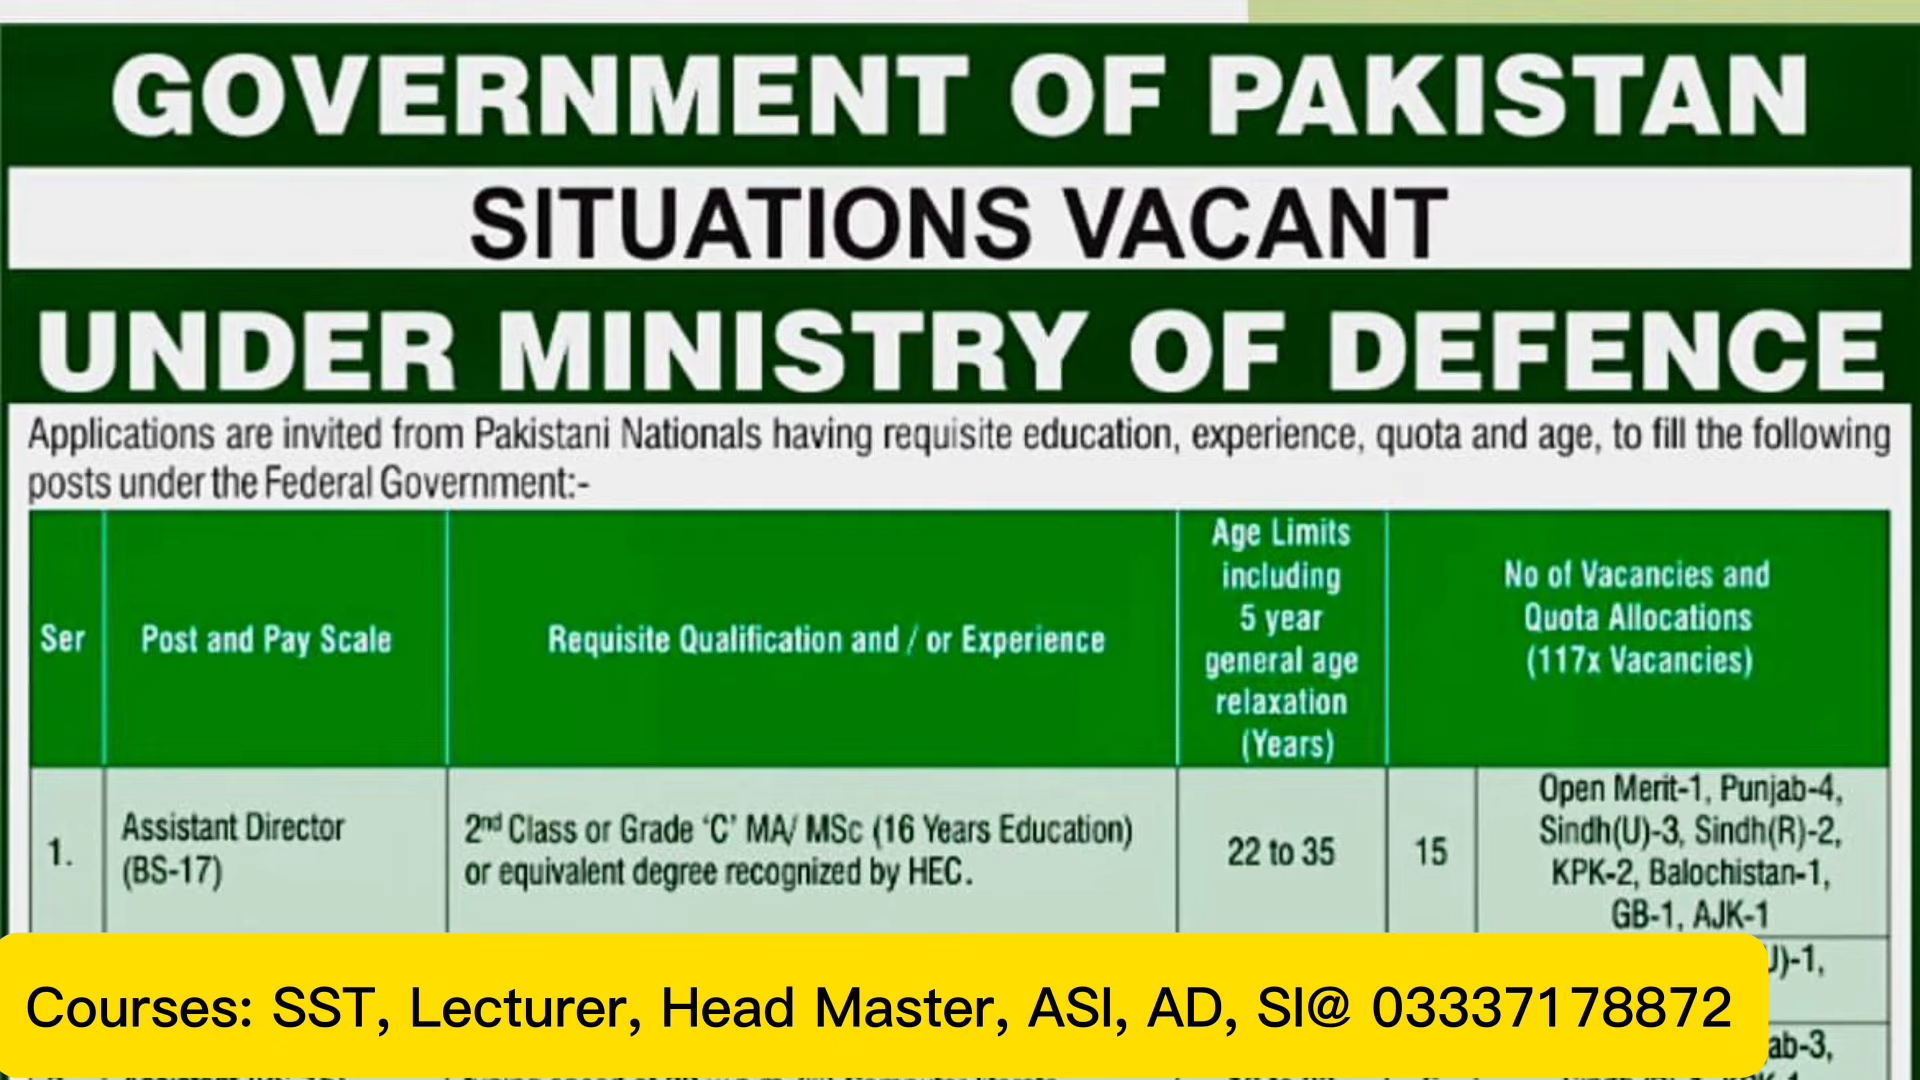 GOVERNMENT OF PAKISTAN
SITUATIONS VACANT
UNDER MINISTRY OF DEFENCE
Applications are invited from Pakistani Nationals having requisite education, experience, quota and age, to fill the following
posts under the Federal Government:-
Ser
Post and Pay Scale
Requisite Qualification and / or Experience
Age Limits
including
5 year
general age
relaxation
(Years)
No of Vacancies and
Quota Allocations
(117x Vacancies)
1.
Assistant Director
(BS-17)
2nd Class or Grade ‘C’ MA/ MSc (16 Years Education)
or equivalent degree recognized by HEC.
22 to 35
15
Open Merit-1, Punjab-4,
Sindh(U)-3, Sindh(R)-2,
KPK-2, Balochistan-1,
GB-1, AJK-1
)-1,
ab-3,
Courses: SST, Lecturer, Head Master, ASI, AD, SI@ 03337178872